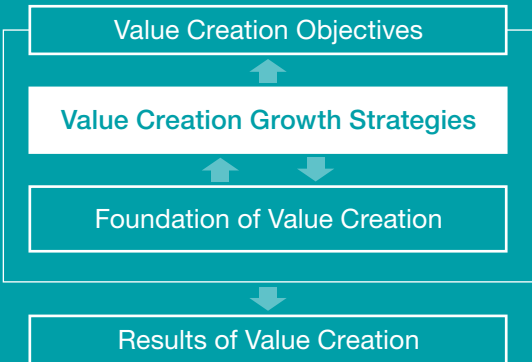 Value Creation Objectives
Value Creation Growth Strategies
Foundation of Value Creation
Results of Value Creation